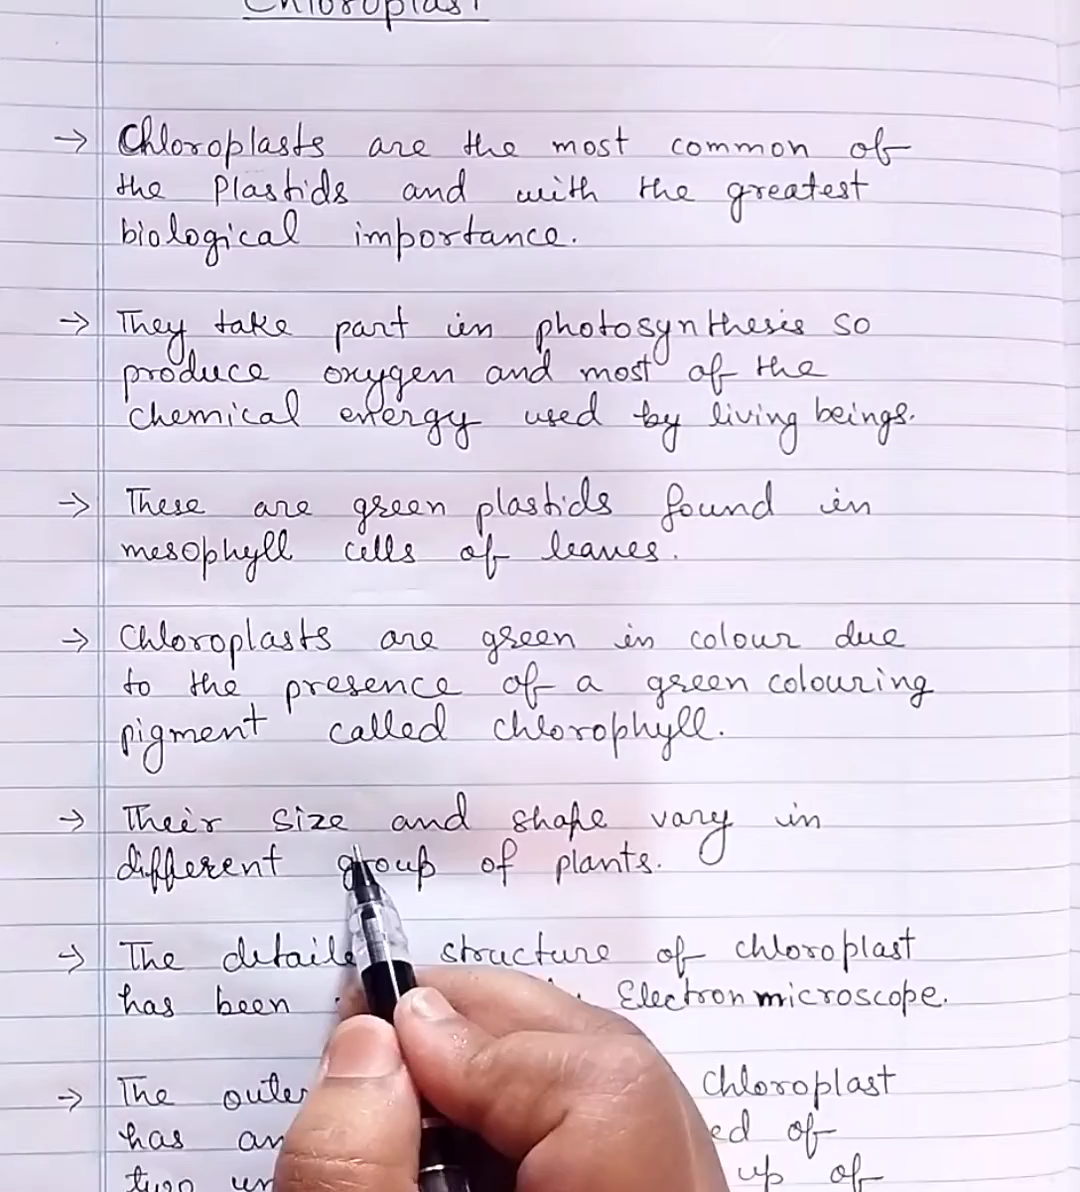 Chloroplast
→ Chloroplasts are the most common of
the Plastids and with the greatest
biological importance.
→ They take part in photosynthesis so
produce oxygen and most of the
chemical energy used by living beings.
→ These are green plastids found in
mesophyll cells of leaves.
→ Chloroplasts are green in colour due
to the presence of a green colouring
pigment called chlorophyll.
→ Their size and shape vary in
different group of plants.
→ The structure of chloroplast
has been Electron microscope.
→ The outer chloroplast
has an of
two up of